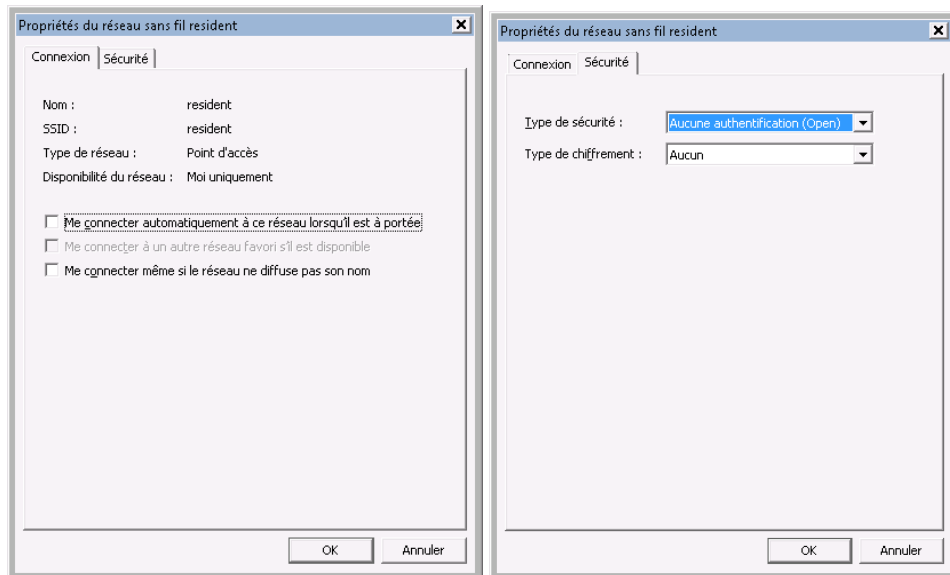 Propriétés du réseau sans fil resident
Connexion Sécurité
Nom : resident
SSID : resident
Type de réseau : Point d'accès
Disponibilité du réseau : Moi uniquement
Me connecter automatiquement à ce réseau lorsqu'il est à portée
Me connecter à un autre réseau favori s'il est disponible
Me connecter même si le réseau ne diffuse pas son nom
OK Annuler
Propriétés du réseau sans fil resident
Connexion Sécurité
Type de sécurité : Aucune authentification (Open)
Type de chiffrement : Aucun
OK Annuler